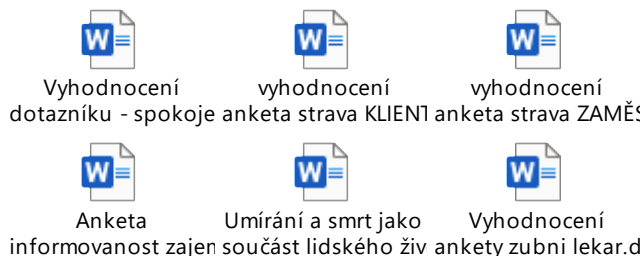 Vyhodnocení vyhodnocení vyhodnocení
dotazníku - spokoje anketa strava KLIENT anketa strava ZAMĚS
Anketa Umírání a smrt jako Vyhodnocení
informovanost zajen součást lidského živ ankety zubni lekar.d